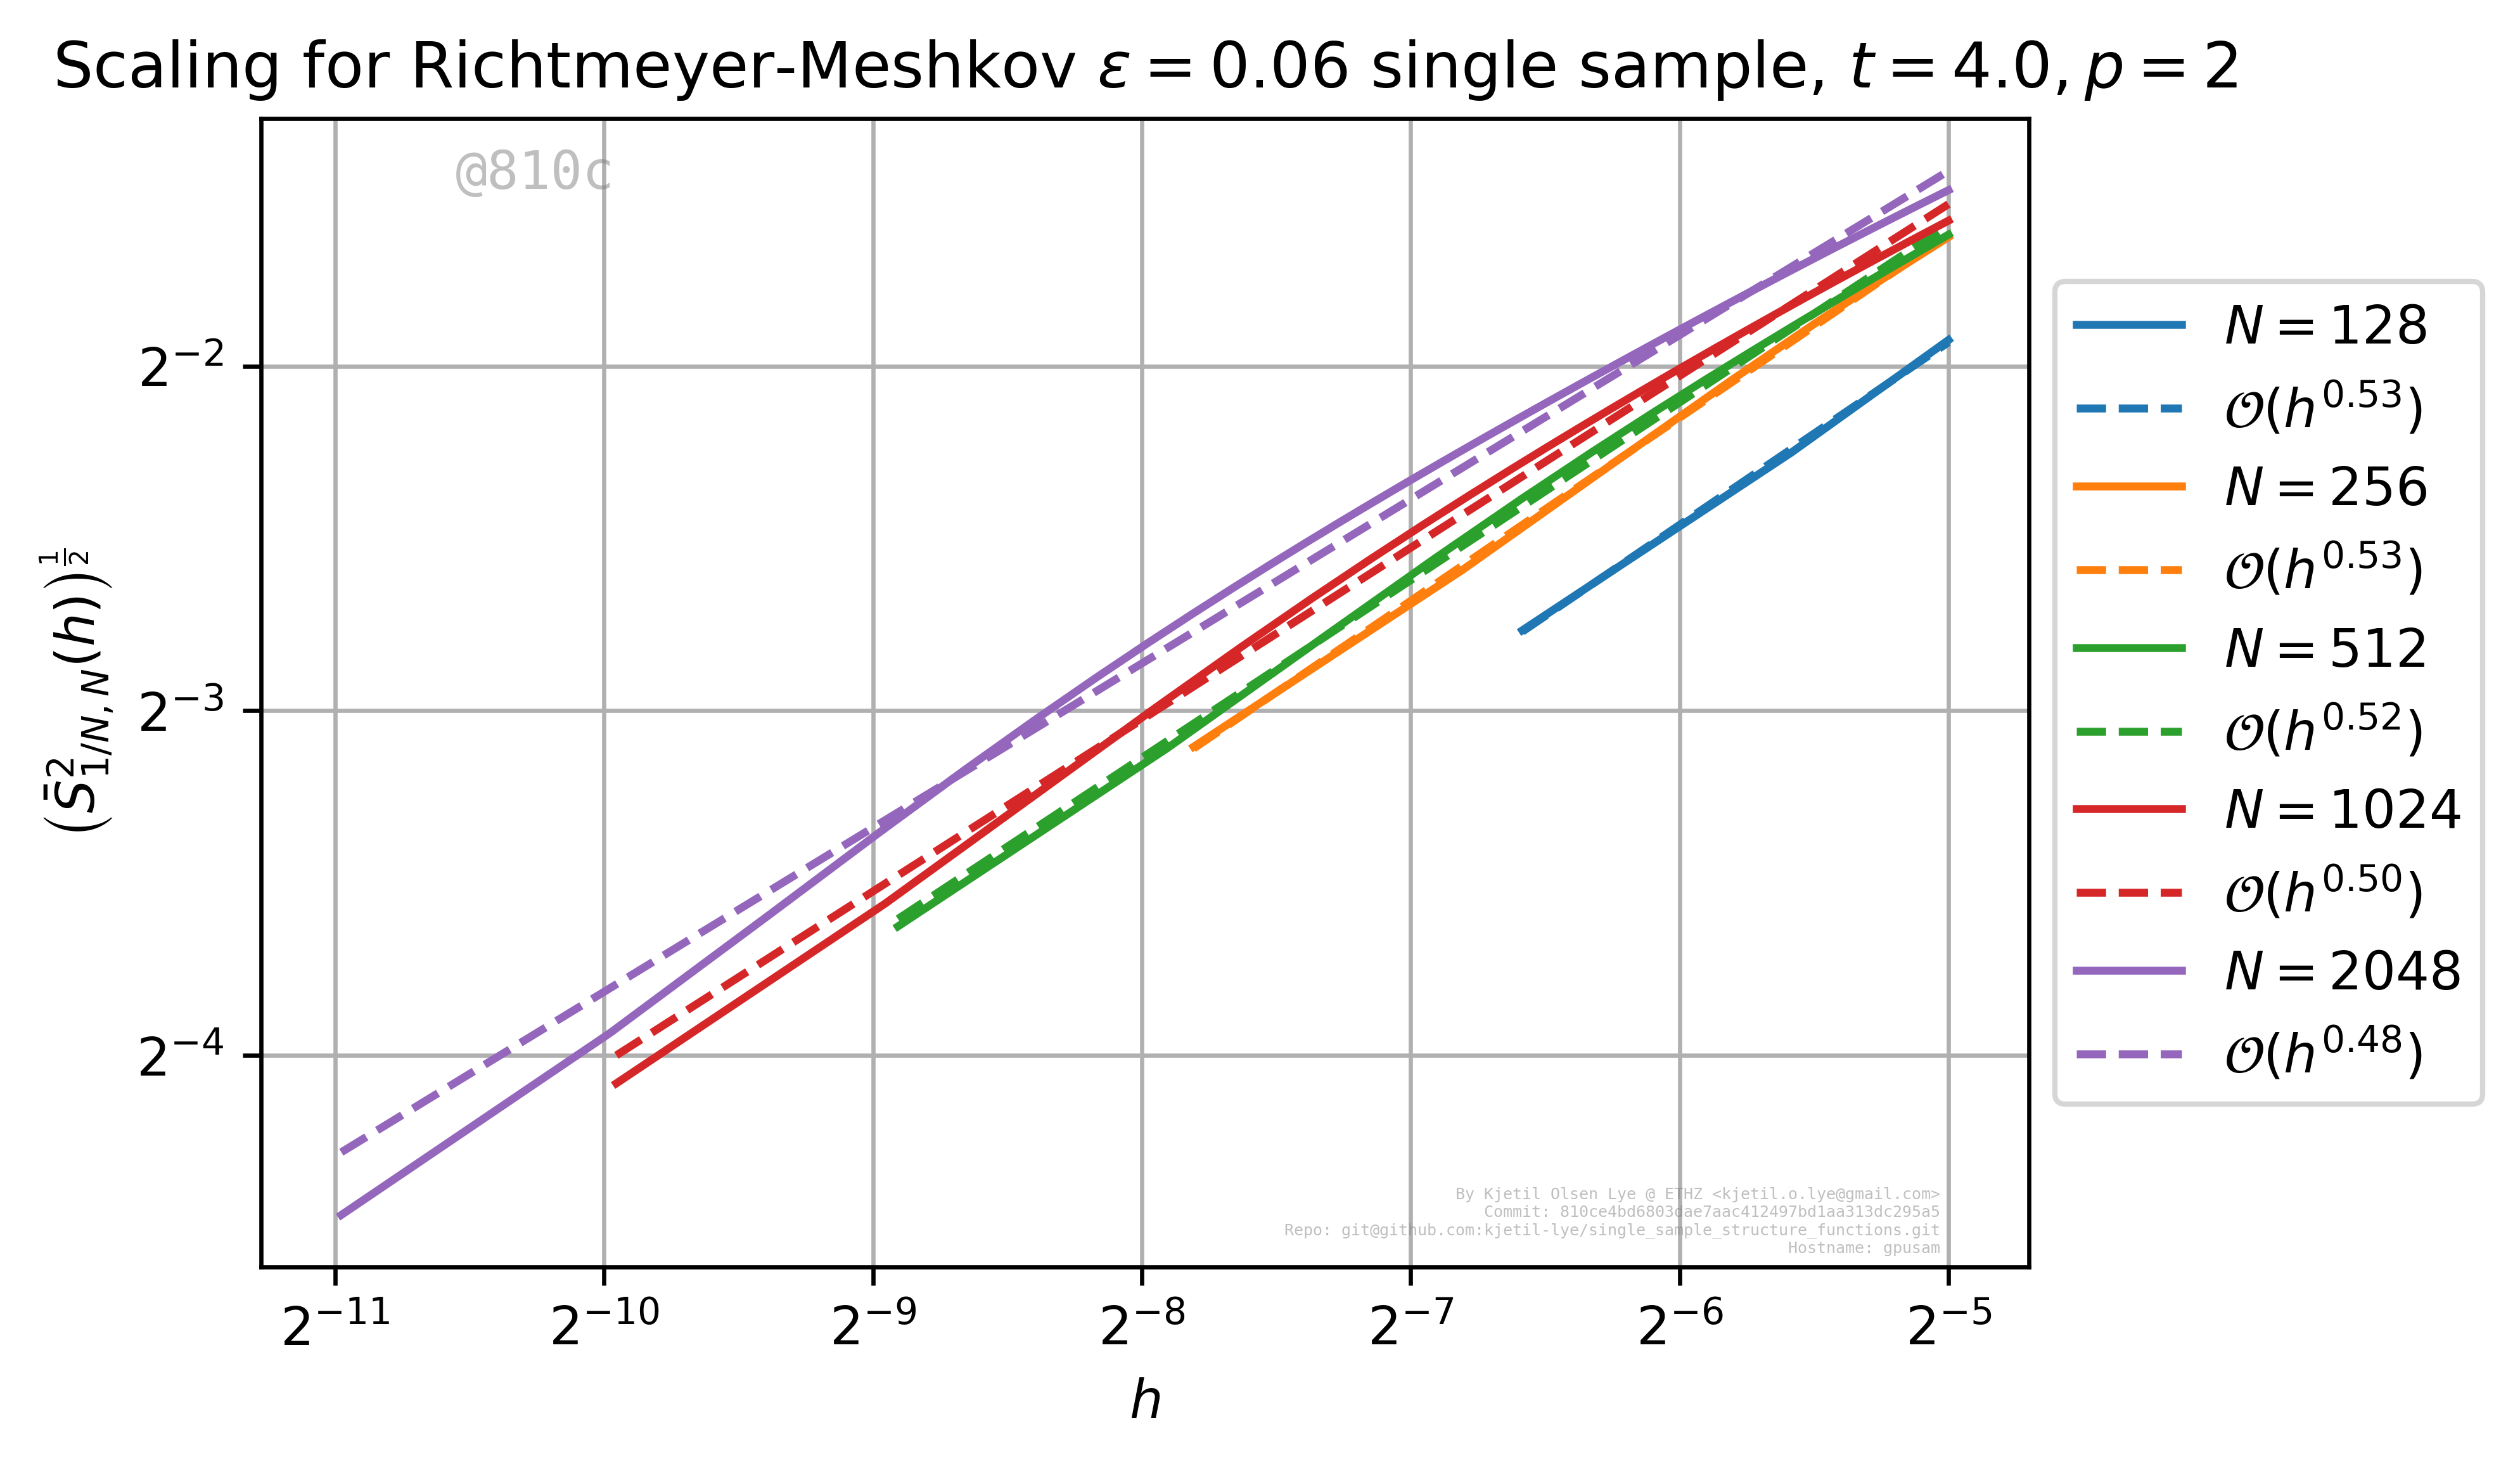 Scaling for Richtmeyer-Meshkov ε = 0.06 single sample, t = 4.0, p = 2
@810c
2⁻²
2⁻³
2⁻⁴
(S̄²₁/N, N(h))^½
2⁻¹¹ 2⁻¹⁰ 2⁻⁹ 2⁻⁸ 2⁻⁷ 2⁻⁶ 2⁻⁵
h
N = 128
𝒪(h^0.53)
N = 256
𝒪(h^0.53)
N = 512
𝒪(h^0.52)
N = 1024
𝒪(h^0.50)
N = 2048
𝒪(h^0.48)
By Kjetil Olsen Lye @ ETHZ <kjetil.o.lye@gmail.com>
Commit: 810ce4bd6803dae7aac412497bd1aa313dc295a5
Repo: git@github.com:kjetil-lye/single_sample_structure_functions.git
Hostname: gpusam